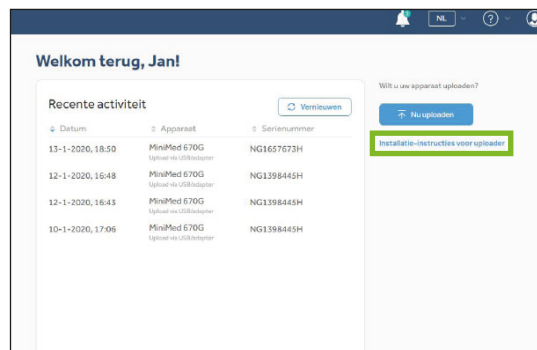 NL
Welkom terug, Jan!
Wilt u uw apparaat uploaden?
Recente activiteit
Vernieuwen
Nu uploaden
Datum Apparaat Serienummer
Installatie-instructies voor uploader
13-1-2020, 18:50 MiniMed 670G NG1657673H
Upload via USB/adapter
12-1-2020, 16:48 MiniMed 670G NG1398445H
Upload via USB/adapter
12-1-2020, 16:43 MiniMed 670G NG1398445H
Upload via USB/adapter
10-1-2020, 17:06 MiniMed 670G NG1398445H
Upload via USB/adapter